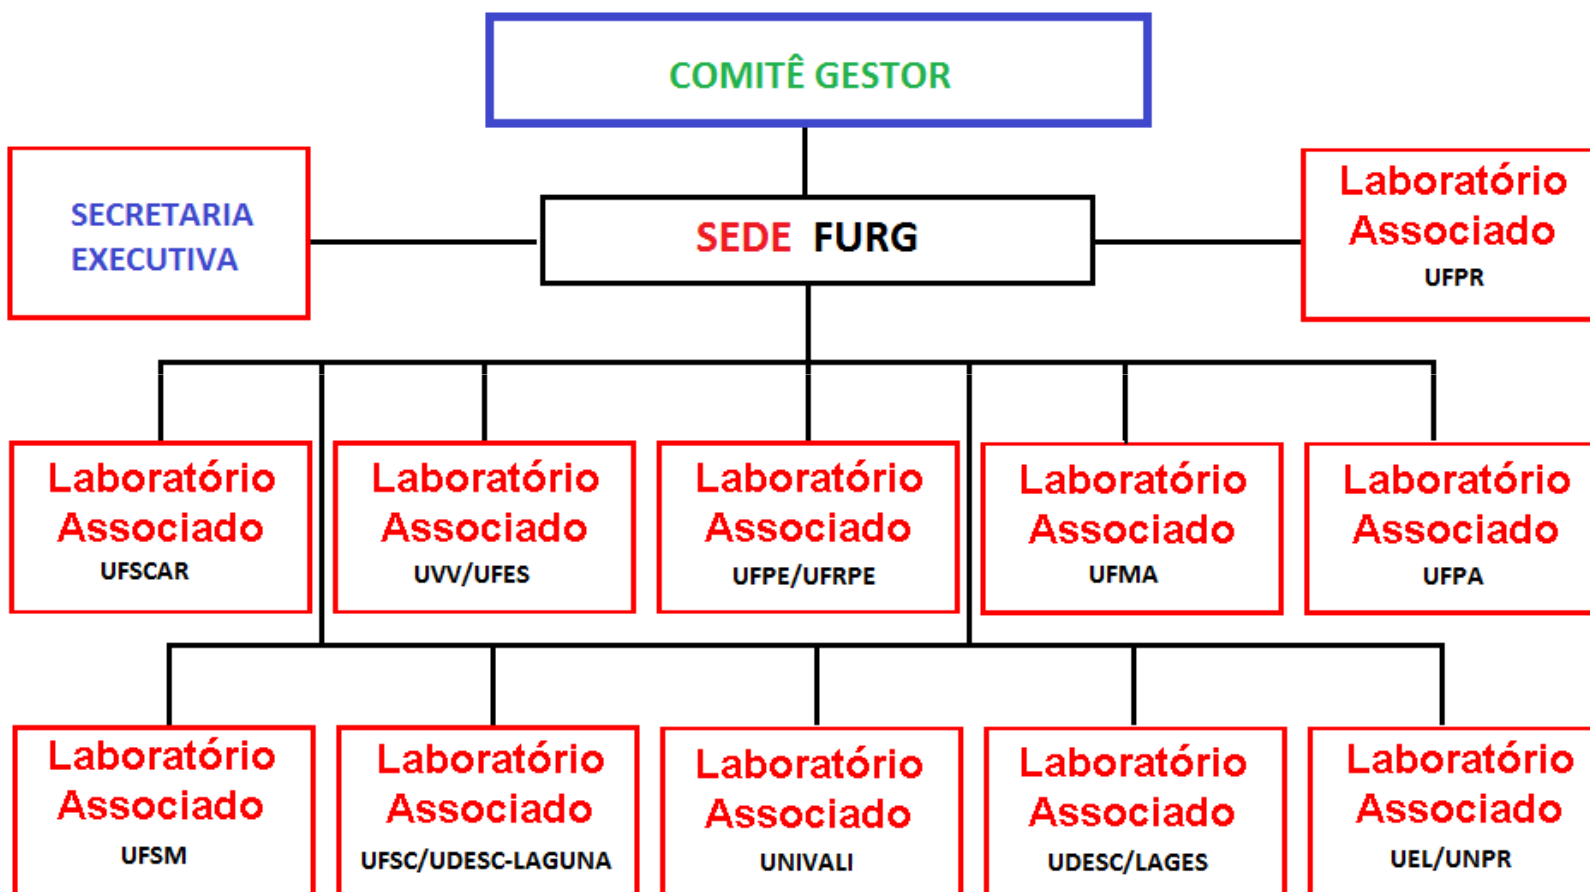 COMITÊ GESTOR
SECRETARIA
EXECUTIVA
SEDE FURG
Laboratório
Associado
UFPR
Laboratório
Associado
UFSCAR
Laboratório
Associado
UVV/UFES
Laboratório
Associado
UFPE/UFRPE
Laboratório
Associado
UFMA
Laboratório
Associado
UFPA
Laboratório
Associado
UFSM
Laboratório
Associado
UFSC/UDESC-LAGUNA
Laboratório
Associado
UNIVALI
Laboratório
Associado
UDESC/LAGES
Laboratório
Associado
UEL/UNPR